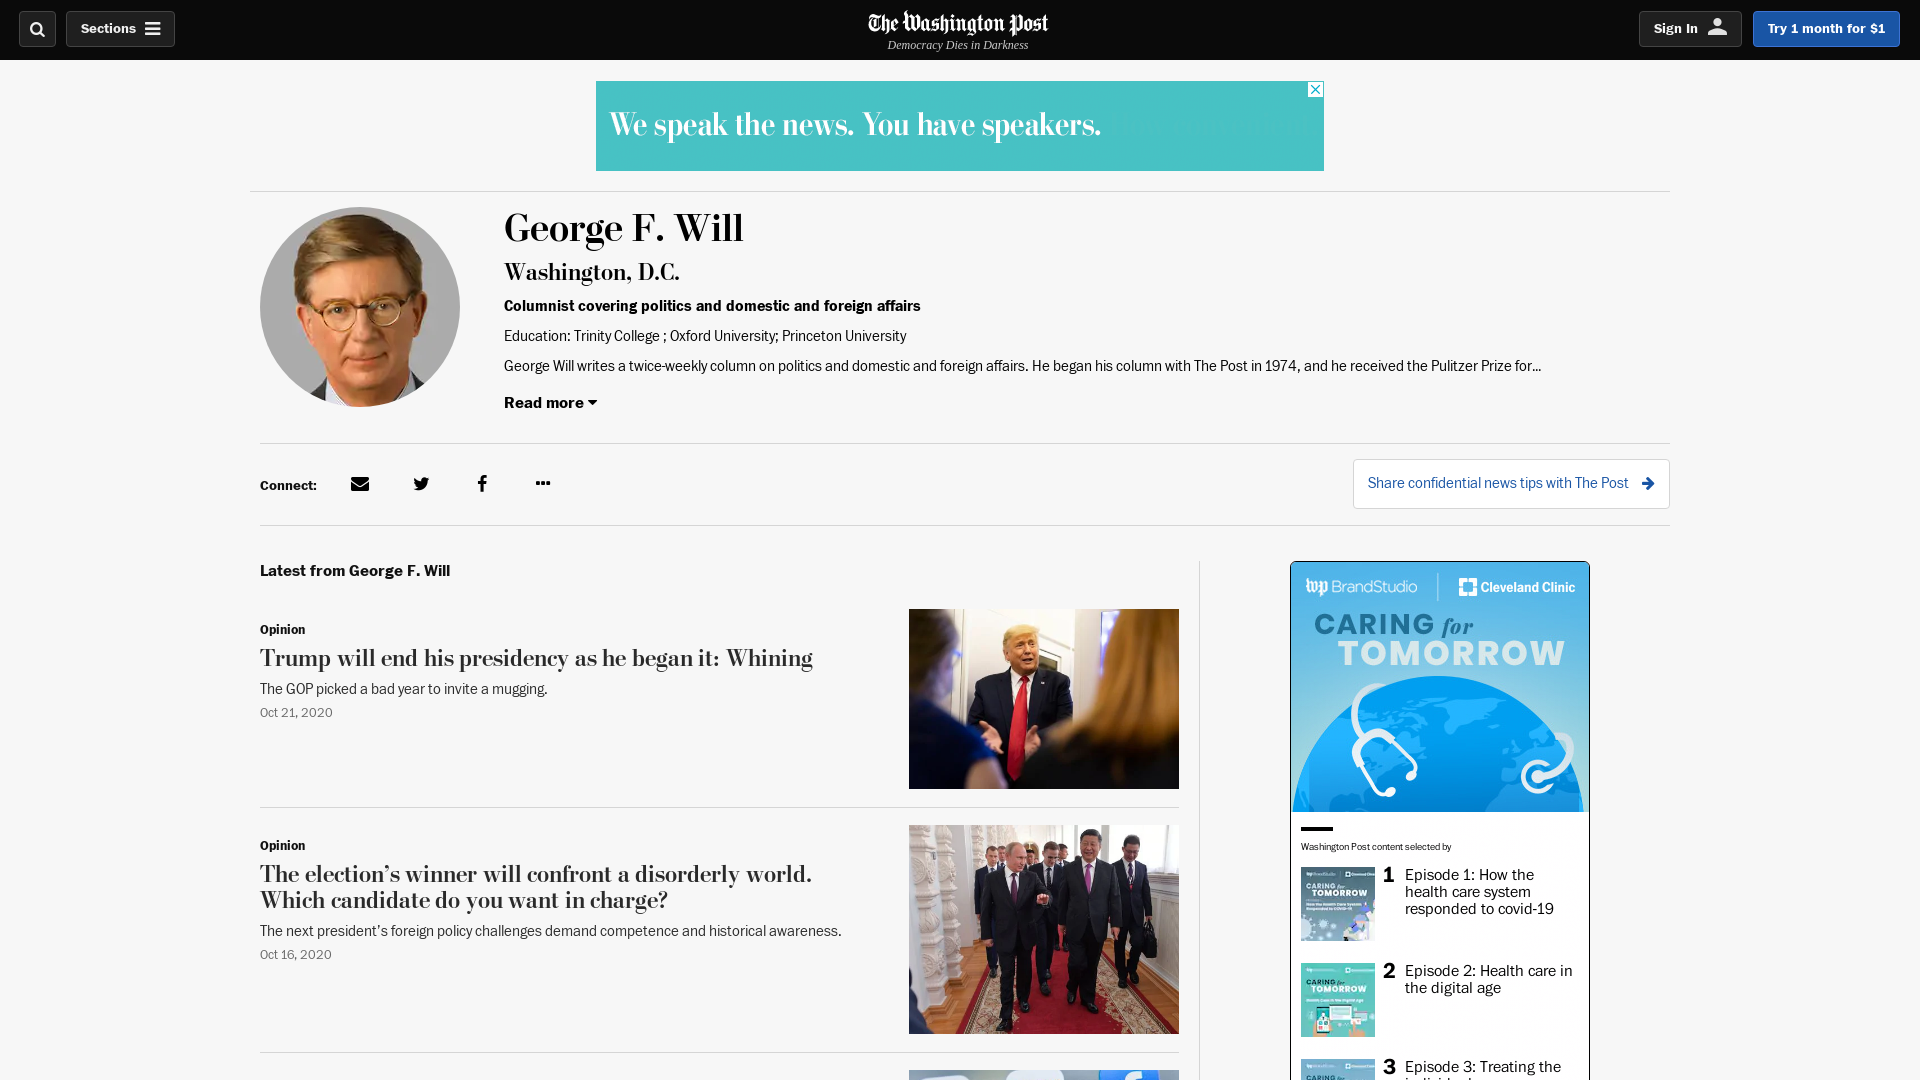 Sections
The Washington Post
Democracy Dies in Darkness
Sign In
Try 1 month for $1
We speak the news. You have speakers.
George F. Will
Washington, D.C.
Columnist covering politics and domestic and foreign affairs
Education: Trinity College ; Oxford University; Princeton University
George Will writes a twice-weekly column on politics and domestic and foreign affairs. He began his column with The Post in 1974, and he received the Pulitzer Prize for...
Read more
Connect:
Share confidential news tips with The Post
Latest from George F. Will
Opinion
Trump will end his presidency as he began it: Whining
The GOP picked a bad year to invite a mugging.
Oct 21, 2020
Opinion
The election’s winner will confront a disorderly world.
Which candidate do you want in charge?
The next president’s foreign policy challenges demand competence and historical awareness.
Oct 16, 2020
wp BrandStudio
Cleveland Clinic
CARING for
TOMORROW
Washington Post content selected by
CARING for
TOMORROW
1 Episode 1: How the
health care system
responded to covid-19
CARING for
TOMORROW
2 Episode 2: Health care in
the digital age
3 Episode 3: Treating the